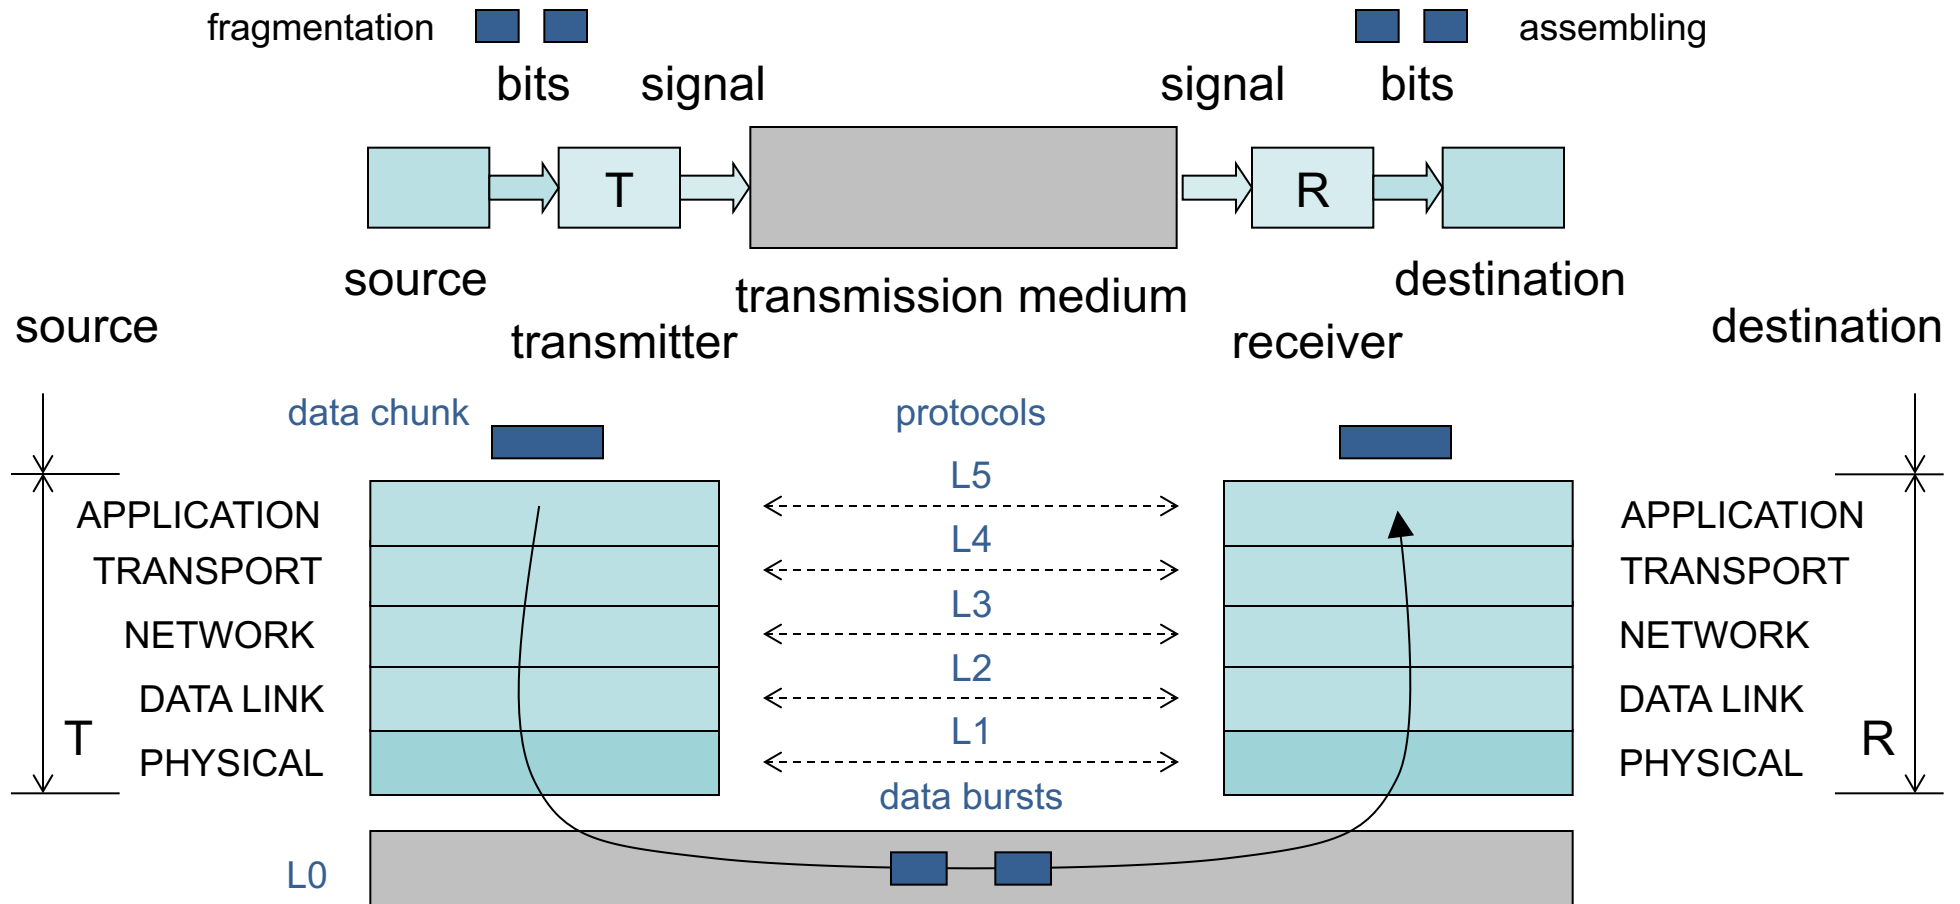 fragmentation assembling
bits signal signal bits
T R
source transmission medium destination
source transmitter receiver destination
data chunk protocols
L5
APPLICATION APPLICATION
L4
TRANSPORT TRANSPORT
L3
NETWORK NETWORK
L2
DATA LINK DATA LINK
L1
T R
PHYSICAL PHYSICAL
data bursts
L0